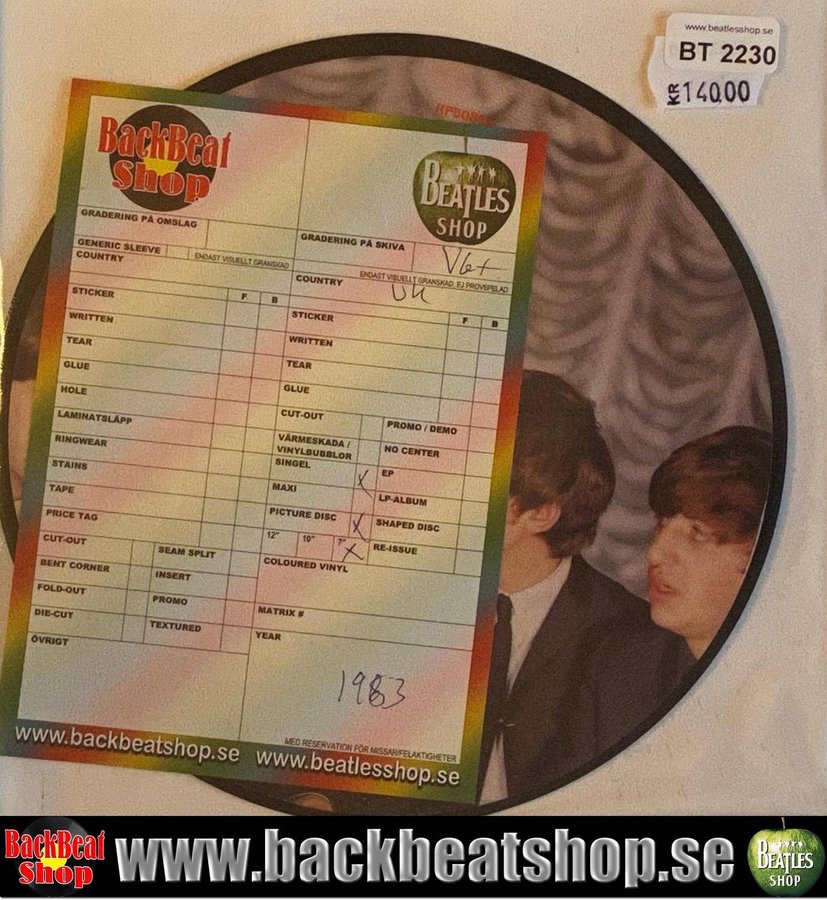 www.beatlesshop.se
BT 2230
KR 140.00
BackBeat
Shop
BEATLES
SHOP
GRADERING PÅ OMSLAG
GENERIC SLEEVE
ENDAST VISUELLT GRANSKAD
COUNTRY
STICKER F B
WRITTEN
TEAR
GLUE
HOLE
LAMINATSLÄPP
RINGWEAR
STAINS
TAPE
PRICE TAG
CUT-OUT SEAM SPLIT
BENT CORNER INSERT
FOLD-OUT PROMO
DIE-CUT TEXTURED
ÖVRIGT
GRADERING PÅ SKIVA VG+
ENDAST VISUELLT GRANSKAD, EJ PROVSPELAD
COUNTRY UK
STICKER F B
WRITTEN
TEAR
GLUE
CUT-OUT PROMO / DEMO
VÄRMESKADA /
VINYLBUBBLOR NO CENTER
SINGEL X EP
MAXI LP-ALBUM
PICTURE DISC X SHAPED DISC
12" 10" 7" X RE-ISSUE
COLOURED VINYL
MATRIX #
YEAR
1983
MED RESERVATION FÖR MISSAR/FELAKTIGHETER
www.backbeatshop.se www.beatlesshop.se
BackBeat
Shop
www.backbeatshop.se
BEATLES
SHOP